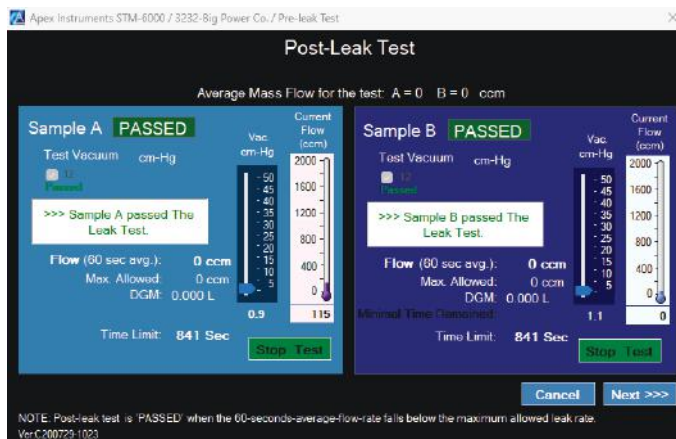 Apex Instruments STM-6000 / 3232-Big Power Co. / Pre-leak Test
Post-Leak Test
Average Mass Flow for the test: A = 0 B = 0 ccm
Sample A PASSED
Test Vacuum cm-Hg
12
Passed
>>> Sample A passed The
Leak Test.
Flow (60 sec avg.): 0 ccm
Max. Allowed: 0 ccm
DGM: 0.000 L
Time Limit: 841 Sec
Vac.
cm-Hg
50
45
40
35
30
25
20
15
10
5
0.9
Current
Flow
(ccm)
2000
1600
1200
800
400
0
115
Stop Test
Sample B PASSED
Test Vacuum cm-Hg
12
Passed
>>> Sample B passed The
Leak Test.
Flow (60 sec avg.): 0 ccm
Max. Allowed: 0 ccm
DGM: 0.000 L
Minimal Time Remained:
Time Limit: 841 Sec
Vac.
cm-Hg
50
45
40
35
30
25
20
15
10
5
1.1
Current
Flow
(ccm)
2000
1600
1200
800
400
0
0
Stop Test
Cancel
Next >>>
NOTE: Post-leak test is 'PASSED' when the 60-seconds-average-flow-rate falls below the maximum allowed leak rate.
Ver:C200729-1023